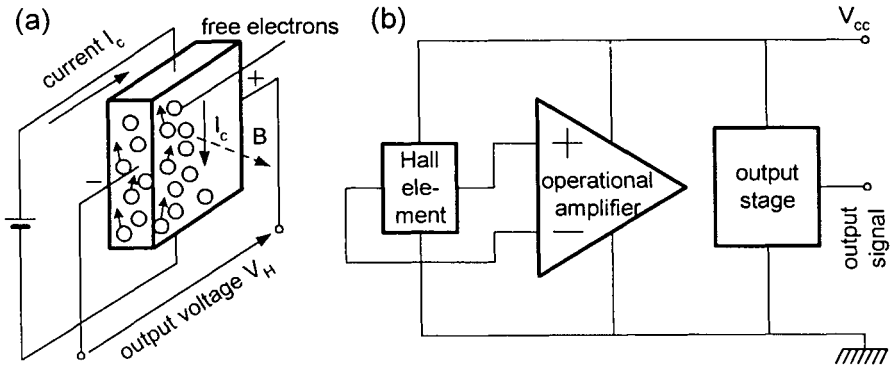 (a)
free electrons
current I_c
+
I_c
B
−
output voltage V_H
(b)
V_cc
Hall
ele-
ment
+
operational
amplifier
−
output
stage
output
signal